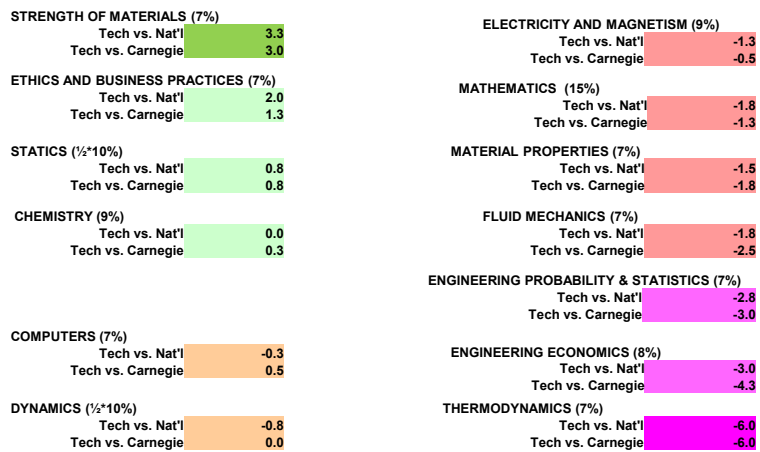 STRENGTH OF MATERIALS (7%)
Tech vs. Nat'l 3.3
Tech vs. Carnegie 3.0
ETHICS AND BUSINESS PRACTICES (7%)
Tech vs. Nat'l 2.0
Tech vs. Carnegie 1.3
STATICS (½*10%)
Tech vs. Nat'l 0.8
Tech vs. Carnegie 0.8
CHEMISTRY (9%)
Tech vs. Nat'l 0.0
Tech vs. Carnegie 0.3
COMPUTERS (7%)
Tech vs. Nat'l -0.3
Tech vs. Carnegie 0.5
DYNAMICS (½*10%)
Tech vs. Nat'l -0.8
Tech vs. Carnegie 0.0
ELECTRICITY AND MAGNETISM (9%)
Tech vs. Nat'l -1.3
Tech vs. Carnegie -0.5
MATHEMATICS (15%)
Tech vs. Nat'l -1.8
Tech vs. Carnegie -1.3
MATERIAL PROPERTIES (7%)
Tech vs. Nat'l -1.5
Tech vs. Carnegie -1.8
FLUID MECHANICS (7%)
Tech vs. Nat'l -1.8
Tech vs. Carnegie -2.5
ENGINEERING PROBABILITY & STATISTICS (7%)
Tech vs. Nat'l -2.8
Tech vs. Carnegie -3.0
ENGINEERING ECONOMICS (8%)
Tech vs. Nat'l -3.0
Tech vs. Carnegie -4.3
THERMODYNAMICS (7%)
Tech vs. Nat'l -6.0
Tech vs. Carnegie -6.0